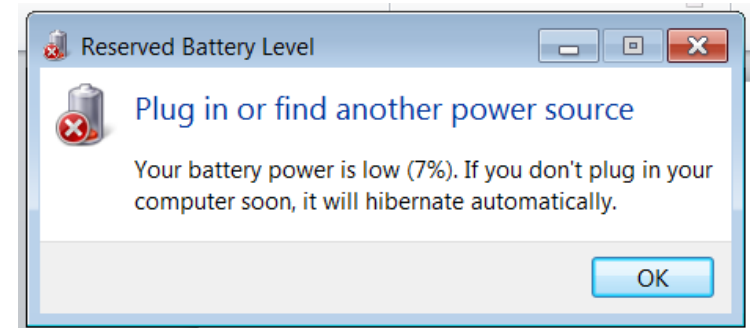 Reserved Battery Level
Plug in or find another power source
Your battery power is low (7%). If you don't plug in your
computer soon, it will hibernate automatically.
OK